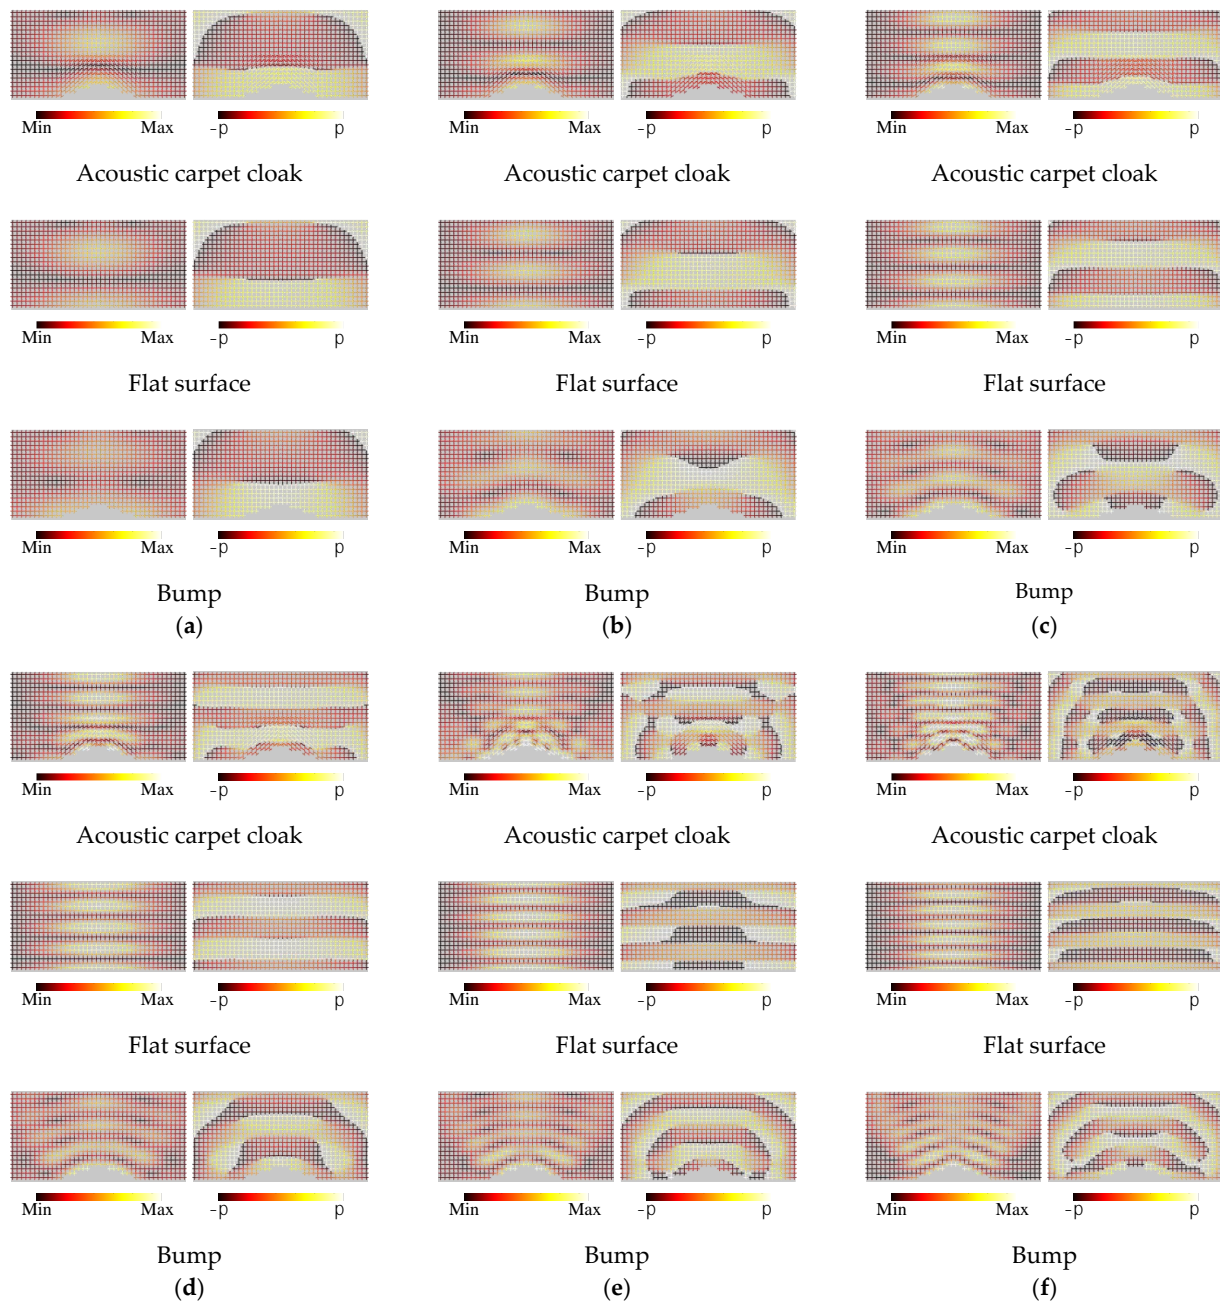 Min Max -p p Min Max -p p Min Max -p p
Acoustic carpet cloak Acoustic carpet cloak Acoustic carpet cloak
Min Max -p p Min Max -p p Min Max -p p
Flat surface Flat surface Flat surface
Min Max -p p Min Max -p p Min Max -p p
Bump Bump Bump
(a) (b) (c)
Min Max -p p Min Max -p p Min Max -p p
Acoustic carpet cloak Acoustic carpet cloak Acoustic carpet cloak
Min Max -p p Min Max -p p Min Max -p p
Flat surface Flat surface Flat surface
Min Max -p p Min Max -p p Min Max -p p
Bump Bump Bump
(d) (e) (f)